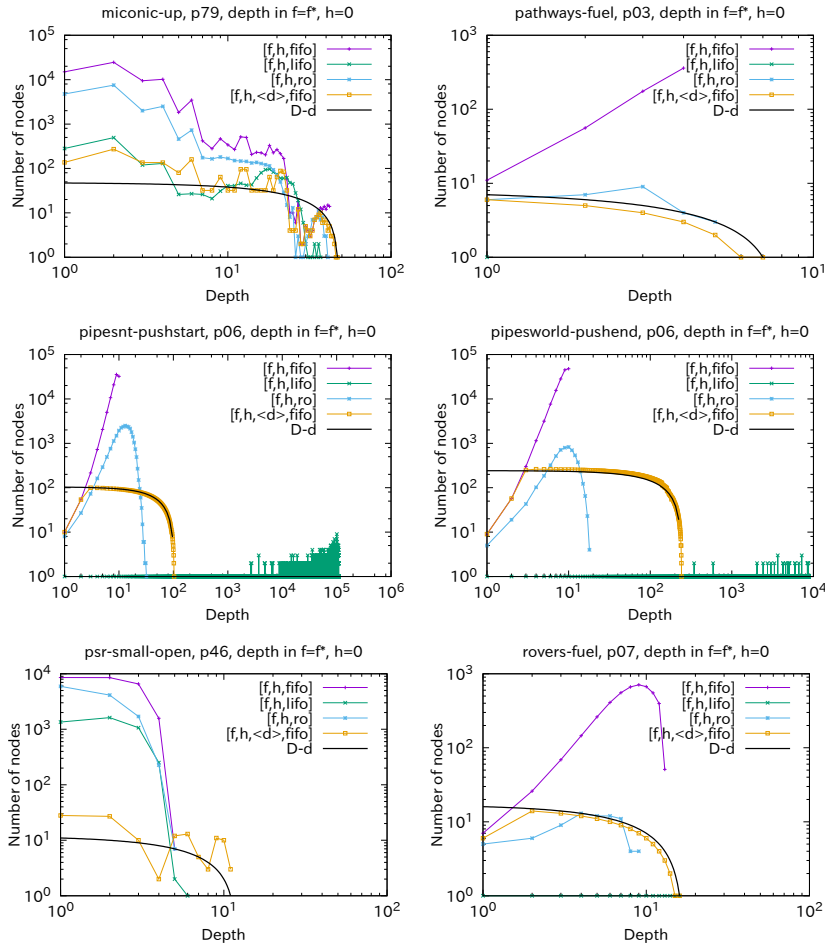 miconic-up, p79, depth in f=f*, h=0
10^5
10^4
10^3
10^2
10^1
10^0
10^0
10^1
10^2
Number of nodes
Depth
[f,h,fifo]
[f,h,lifo]
[f,h,ro]
[f,h,<d>,fifo]
D-d
pathways-fuel, p03, depth in f=f*, h=0
10^3
10^2
10^1
10^0
10^0
10^1
Number of nodes
Depth
[f,h,fifo]
[f,h,lifo]
[f,h,ro]
[f,h,<d>,fifo]
D-d
pipesnt-pushstart, p06, depth in f=f*, h=0
10^5
10^4
10^3
10^2
10^1
10^0
10^0
10^1
10^2
10^3
10^4
10^5
10^6
Number of nodes
Depth
[f,h,fifo]
[f,h,lifo]
[f,h,ro]
[f,h,<d>,fifo]
D-d
pipesworld-pushend, p06, depth in f=f*, h=0
10^5
10^4
10^3
10^2
10^1
10^0
10^0
10^1
10^2
10^3
10^4
Number of nodes
Depth
[f,h,fifo]
[f,h,lifo]
[f,h,ro]
[f,h,<d>,fifo]
D-d
psr-small-open, p46, depth in f=f*, h=0
10^4
10^3
10^2
10^1
10^0
10^0
10^1
10^2
Number of nodes
Depth
[f,h,fifo]
[f,h,lifo]
[f,h,ro]
[f,h,<d>,fifo]
D-d
rovers-fuel, p07, depth in f=f*, h=0
10^3
10^2
10^1
10^0
10^0
10^1
10^2
Number of nodes
Depth
[f,h,fifo]
[f,h,lifo]
[f,h,ro]
[f,h,<d>,fifo]
D-d